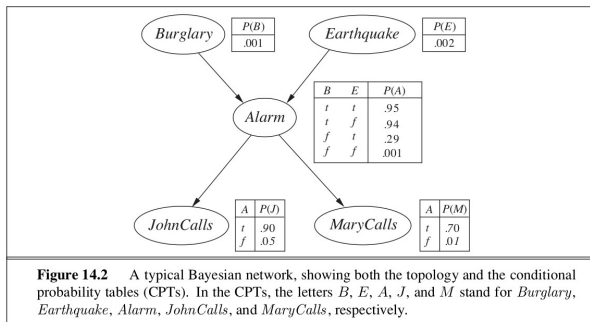 Burglary
P(B)
.001
Earthquake
P(E)
.002
Alarm
B E P(A)
t t .95
t f .94
f t .29
f f .001
JohnCalls
A P(J)
t .90
f .05
MaryCalls
A P(M)
t .70
f .01
Figure 14.2 A typical Bayesian network, showing both the topology and the conditional
probability tables (CPTs). In the CPTs, the letters B, E, A, J, and M stand for Burglary,
Earthquake, Alarm, JohnCalls, and MaryCalls, respectively.